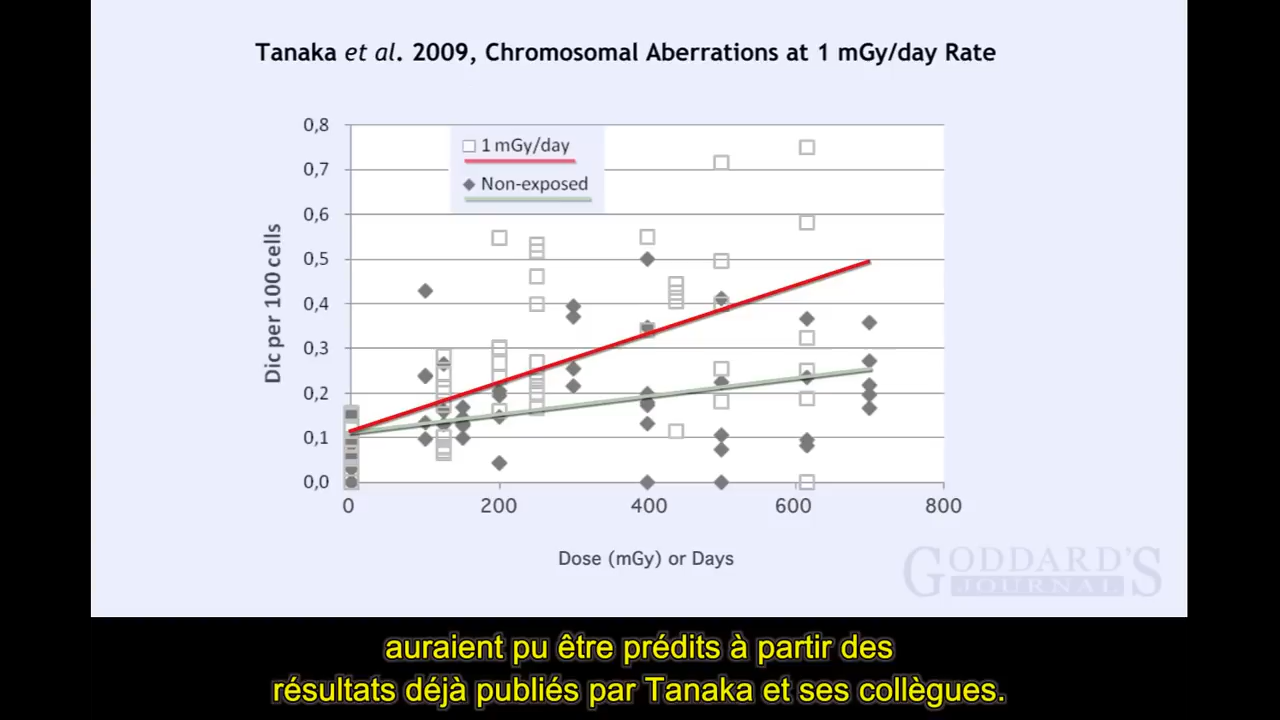 Tanaka et al. 2009, Chromosomal Aberrations at 1 mGy/day Rate
0,8
0,7
0,6
0,5
0,4
0,3
0,2
0,1
0,0
Dic per 100 cells
1 mGy/day
Non-exposed
0
200
400
600
800
Dose (mGy) or Days
GODDARD'S
JOURNAL
auraient pu être prédits à partir des
résultats déjà publiés par Tanaka et ses collègues.